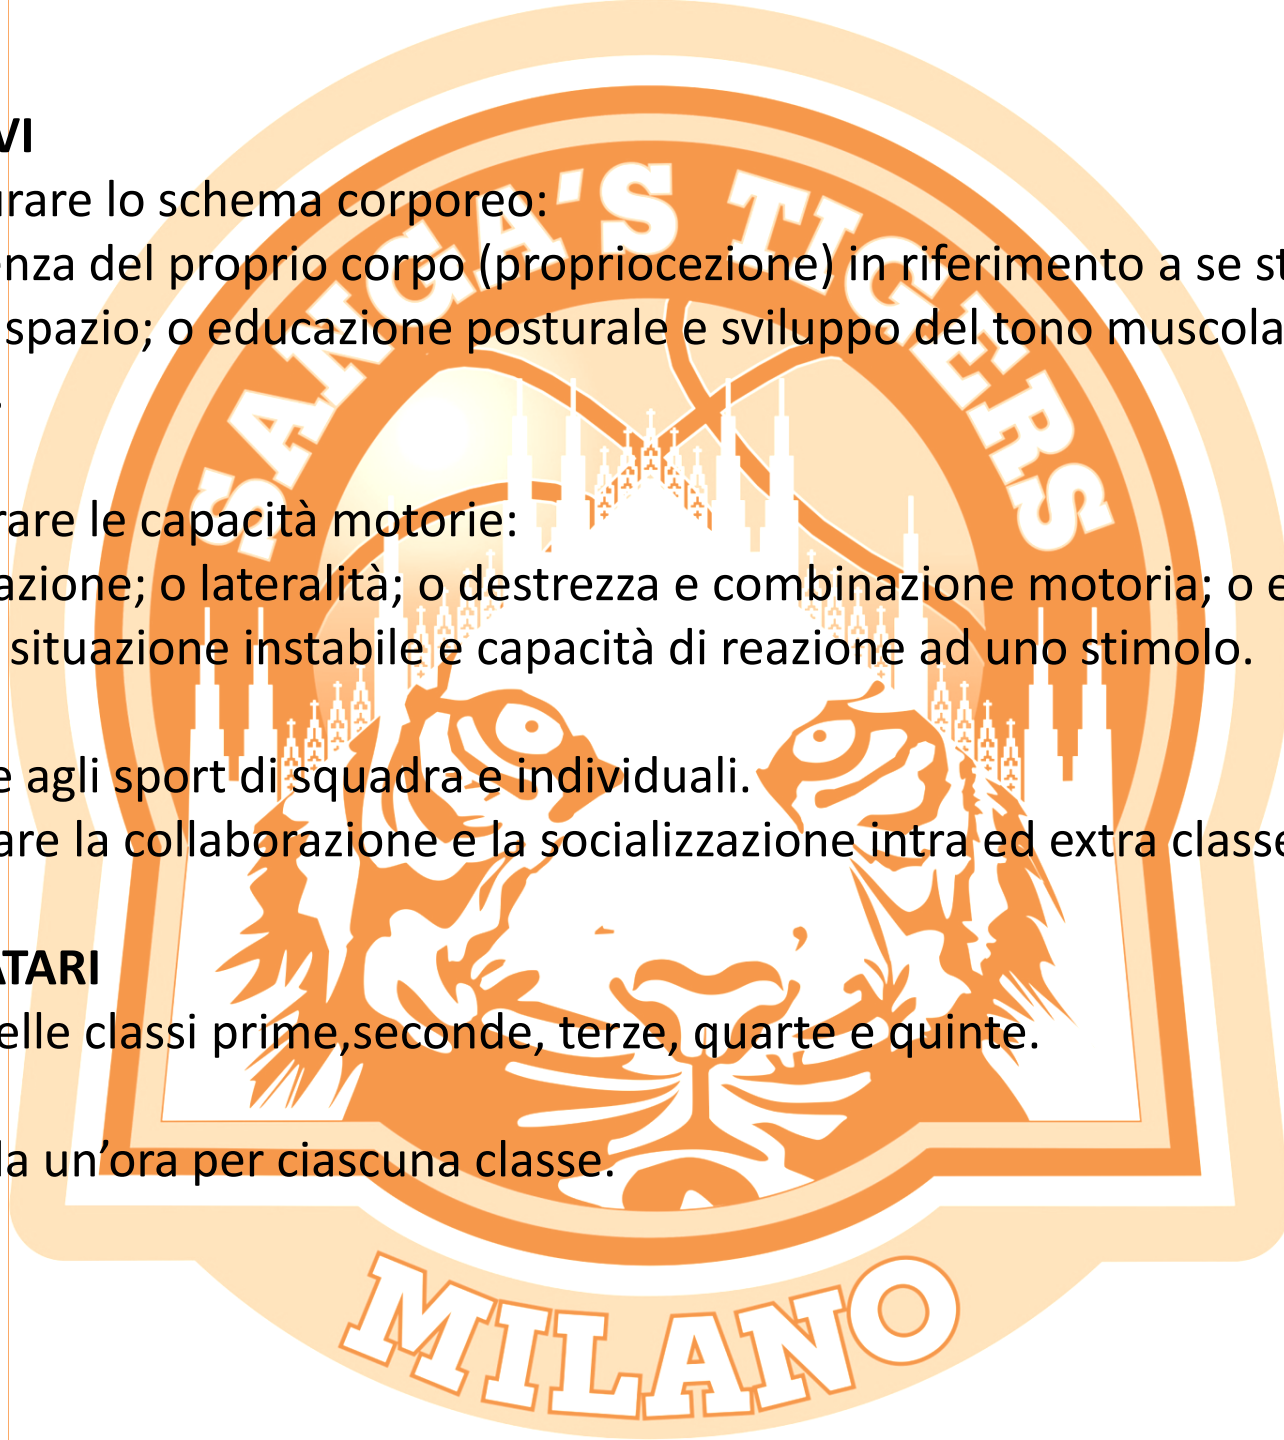 VI
urare lo schema corporeo:
enza del proprio corpo (propriocezione) in riferimento a se st
spazio; o educazione posturale e sviluppo del tono muscola
.
rare le capacità motorie:
azione; o lateralità; o destrezza e combinazione motoria; o e
situazione instabile e capacità di reazione ad uno stimolo.
e agli sport di squadra e individuali.
are la collaborazione e la socializzazione intra ed extra classe
ATARI
elle classi prime,seconde, terze, quarte e quinte.
la un’ora per ciascuna classe.
SANGA'S TIGERS
MILANO